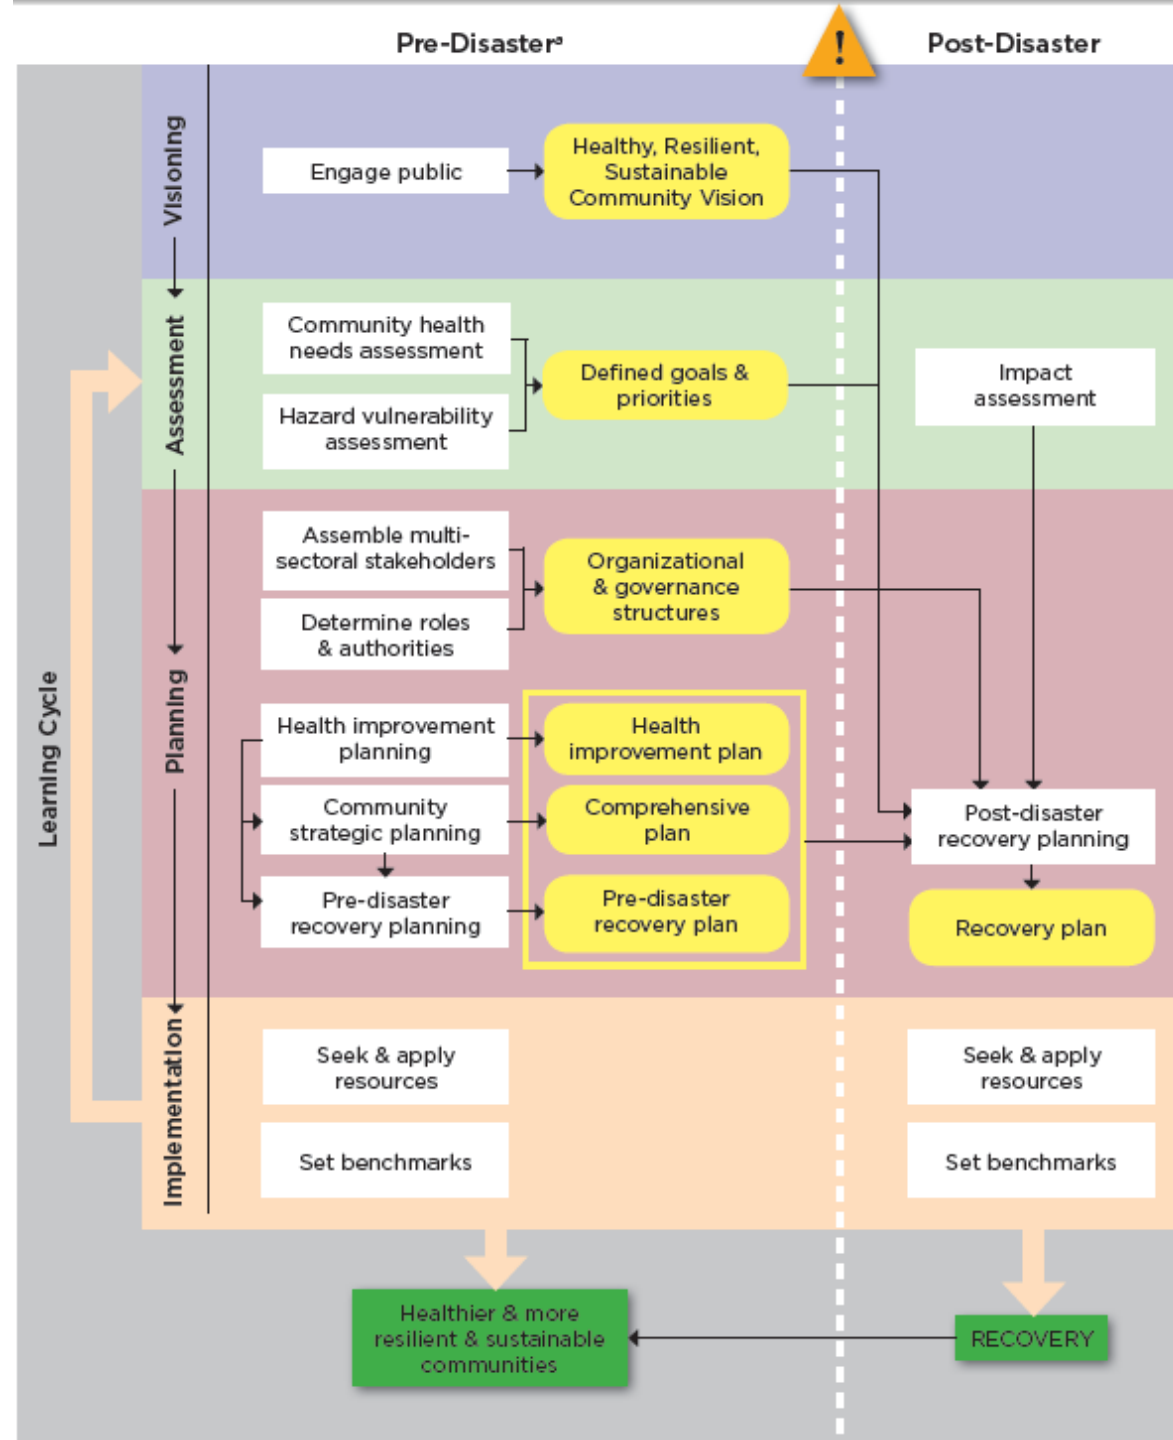 Pre-Disasterª
Post-Disaster
!
Visioning
Engage public
Healthy, Resilient,
Sustainable
Community Vision
Assessment
Community health
needs assessment
Hazard vulnerability
assessment
Defined goals &
priorities
Impact
assessment
Learning Cycle
Planning
Assemble multi-
sectoral stakeholders
Determine roles
& authorities
Organizational
& governance
structures
Health improvement
planning
Health
improvement plan
Community
strategic planning
Comprehensive
plan
Pre-disaster
recovery planning
Pre-disaster
recovery plan
Post-disaster
recovery planning
Recovery plan
Implementation
Seek & apply
resources
Set benchmarks
Seek & apply
resources
Set benchmarks
Healthier & more
resilient & sustainable
communities
RECOVERY